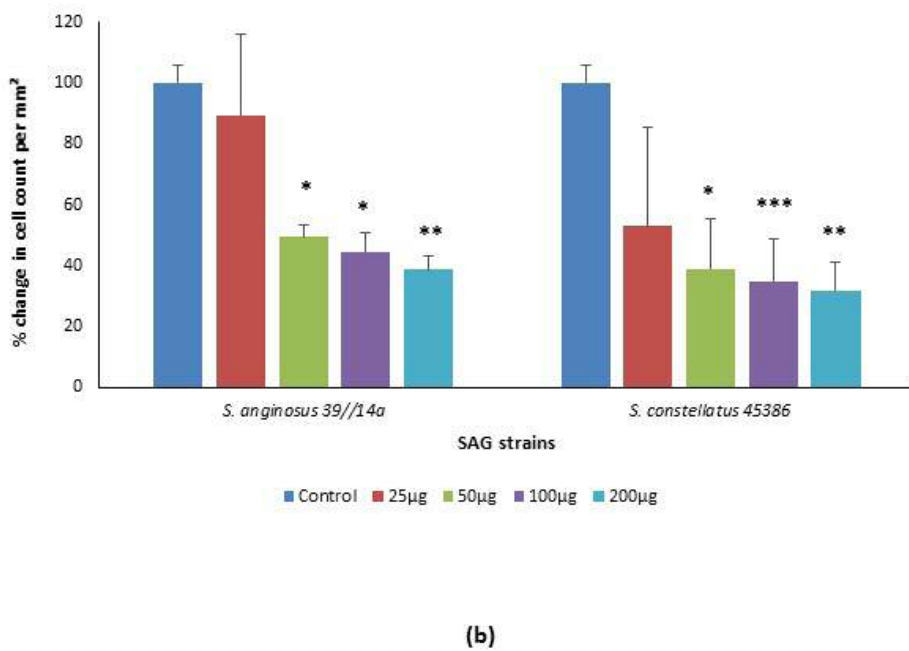 120
100
80
60
40
20
0
% change in cell count per mm²
*
*
**
*
***
**
S. anginosus 39//14a
S. constellatus 45386
SAG strains
Control 25µg 50µg 100µg 200µg
(b)